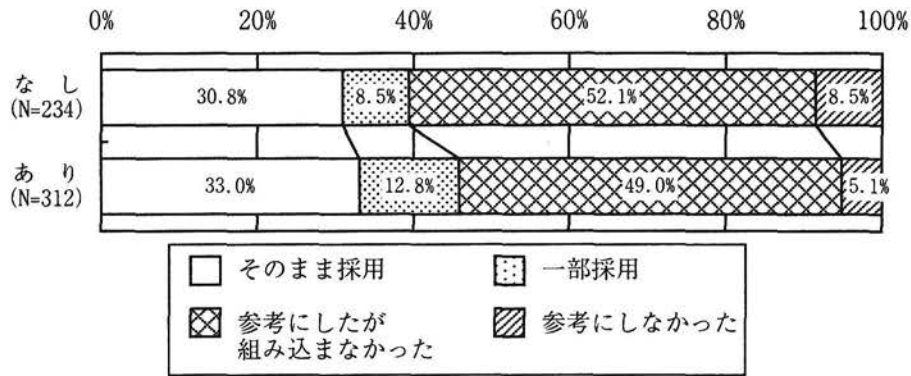 0% 20% 40% 60% 80% 100%
なし
(N=234)
30.8% 8.5% 52.1% 8.5%
あり
(N=312)
33.0% 12.8% 49.0% 5.1%
そのまま採用 一部採用
参考にしたが
組み込まなかった
参考にしなかった